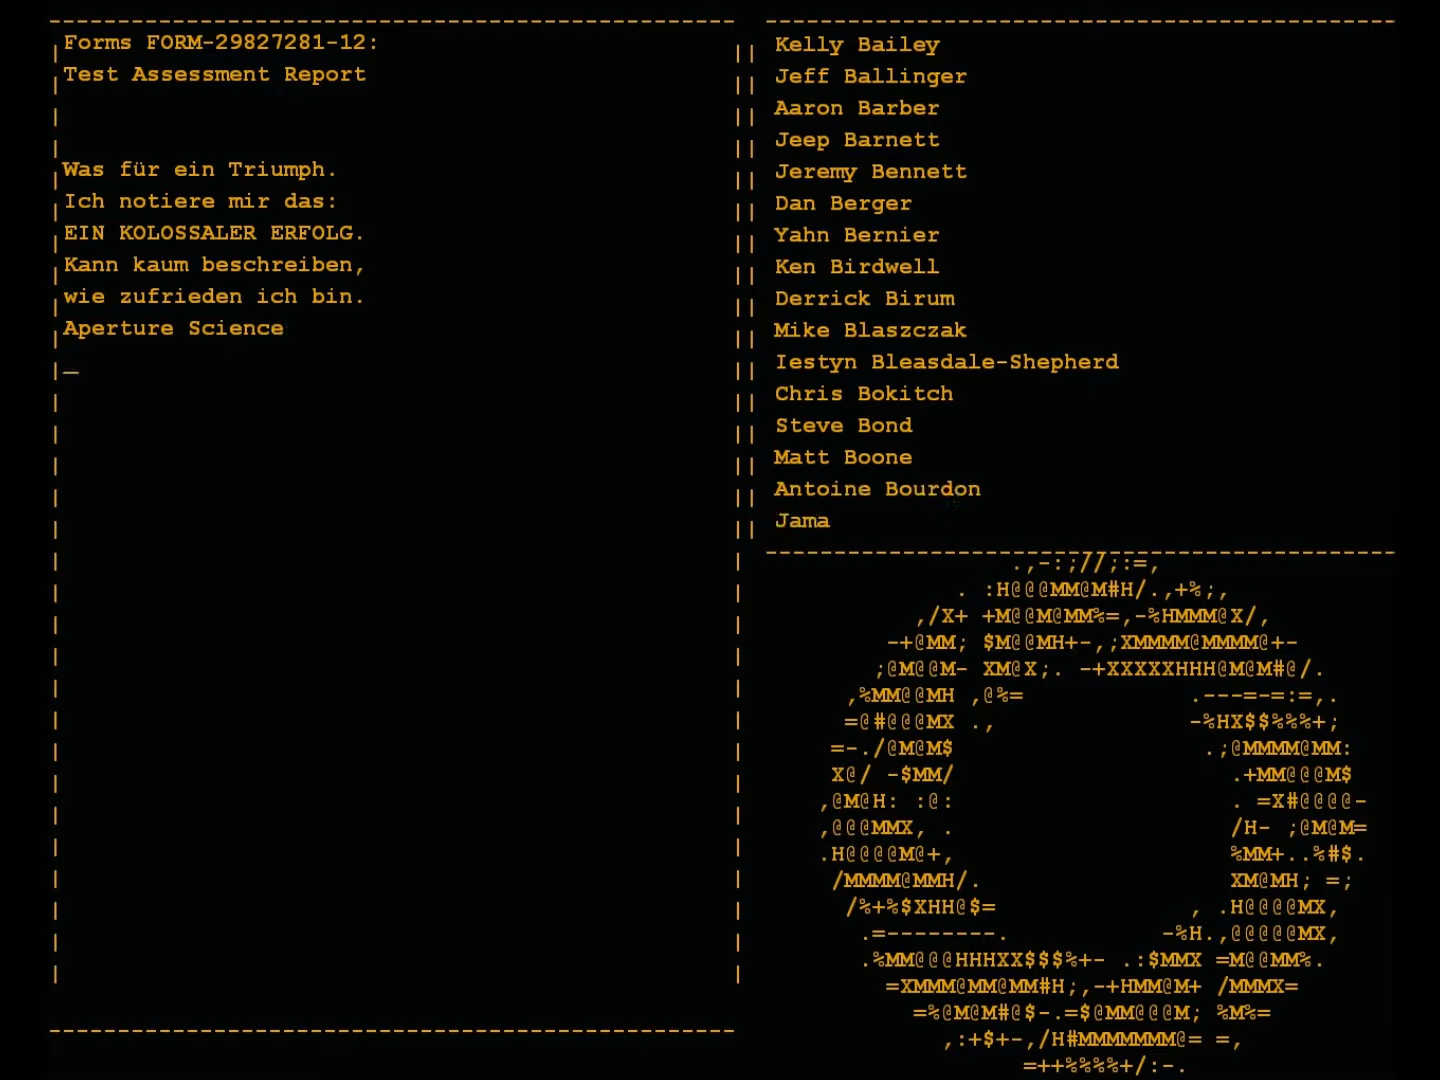 Forms FORM-29827281-12:
Test Assessment Report
Was für ein Triumph.
Ich notiere mir das:
EIN KOLOSSALER ERFOLG.
Kann kaum beschreiben,
wie zufrieden ich bin.
Aperture Science
_
Kelly Bailey
Jeff Ballinger
Aaron Barber
Jeep Barnett
Jeremy Bennett
Dan Berger
Yahn Bernier
Ken Birdwell
Derrick Birum
Mike Blaszczak
Iestyn Bleasdale-Shepherd
Chris Bokitch
Steve Bond
Matt Boone
Antoine Bourdon
Jama